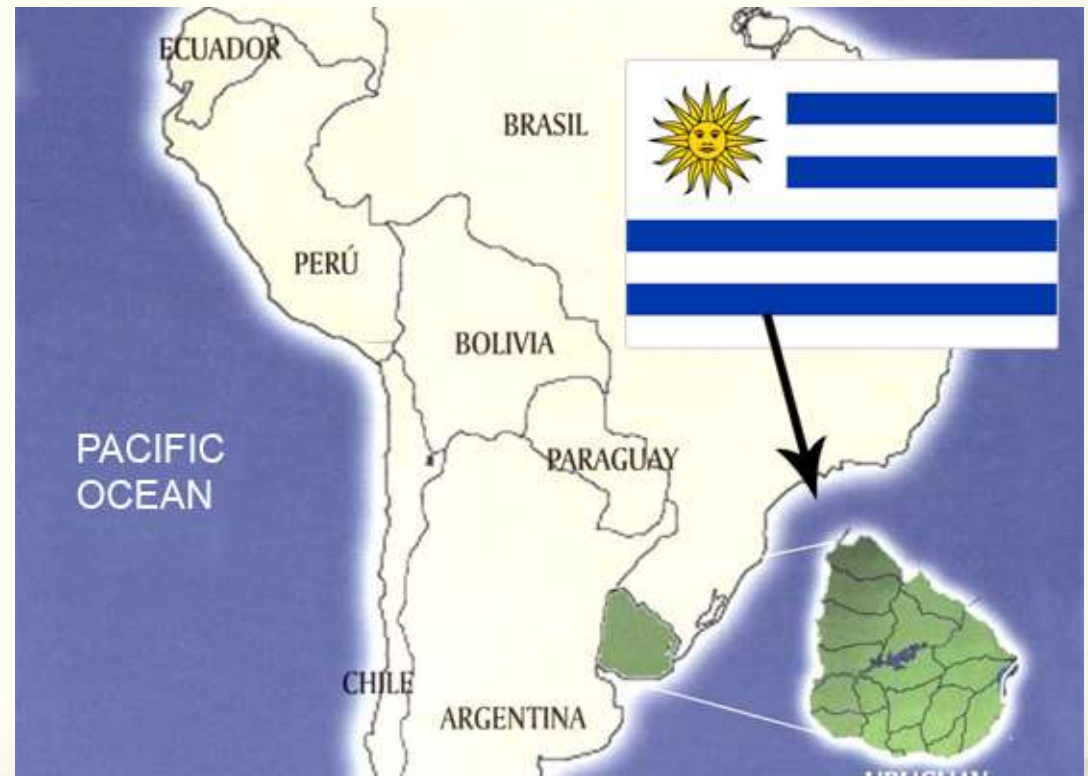 ECUADOR
BRASIL
PERÚ
BOLIVIA
PARAGUAY
PACIFIC
OCEAN
CHILE
ARGENTINA